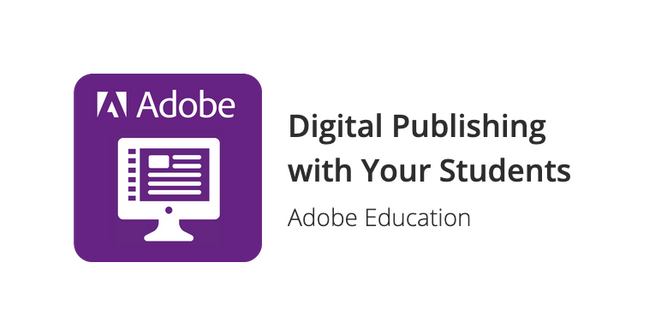 Adobe
Digital Publishing
with Your Students
Adobe Education